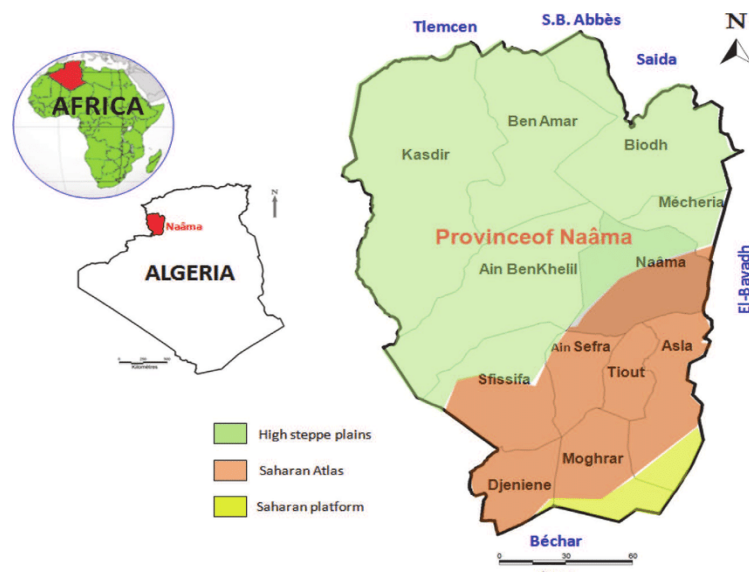 Tlemcen
S.B. Abbès
N
Saida
AFRICA
Ben Amar
Kasdir
Biodh
Mécheria
N
Naâma
Provinceof Naâma
Ain BenKhelil
Naâma
El-Bayadh
ALGERIA
Ain Sefra
Asla
Sfissifa
Tiout
High steppe plains
Saharan Atlas
Saharan platform
Moghrar
Djeniene
Béchar
0 30 60
Kilomètres